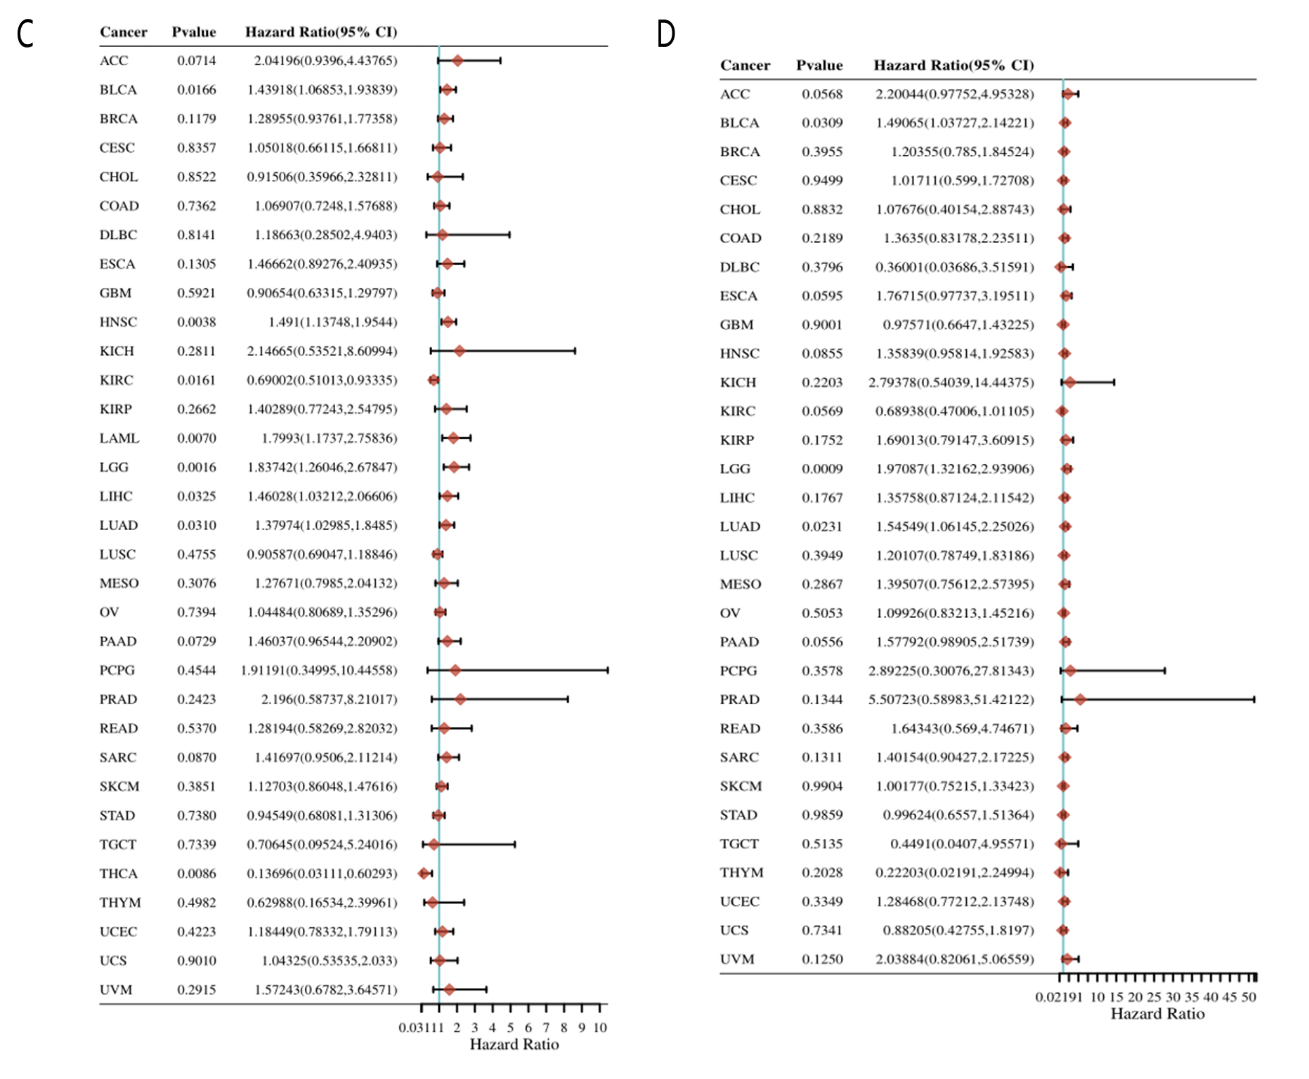 C
Cancer Pvalue Hazard Ratio(95% CI)
ACC 0.0714 2.04196(0.9396,4.43765)
BLCA 0.0166 1.43918(1.06853,1.93839)
BRCA 0.1179 1.28955(0.93761,1.77358)
CESC 0.8357 1.05018(0.66115,1.66811)
CHOL 0.8522 0.91506(0.35966,2.32811)
COAD 0.7362 1.06907(0.7248,1.57688)
DLBC 0.8141 1.18663(0.28502,4.9403)
ESCA 0.1305 1.46662(0.89276,2.40935)
GBM 0.5921 0.90654(0.63315,1.29797)
HNSC 0.0038 1.491(1.13748,1.9544)
KICH 0.2811 2.14665(0.53521,8.60994)
KIRC 0.0161 0.69002(0.51013,0.93335)
KIRP 0.2662 1.40289(0.77243,2.54795)
LAML 0.0070 1.7993(1.1737,2.75836)
LGG 0.0016 1.83742(1.26046,2.67847)
LIHC 0.0325 1.46028(1.03212,2.06606)
LUAD 0.0310 1.37974(1.02985,1.8485)
LUSC 0.4755 0.90587(0.69047,1.18846)
MESO 0.3076 1.27671(0.7985,2.04132)
OV 0.7394 1.04484(0.80689,1.35296)
PAAD 0.0729 1.46037(0.96544,2.20902)
PCPG 0.4544 1.91191(0.34995,10.44558)
PRAD 0.2423 2.196(0.58737,8.21017)
READ 0.5370 1.28194(0.58269,2.82032)
SARC 0.0870 1.41697(0.9506,2.11214)
SKCM 0.3851 1.12703(0.86048,1.47616)
STAD 0.7380 0.94549(0.68081,1.31306)
TGCT 0.7339 0.70645(0.09524,5.24016)
THCA 0.0086 0.13696(0.03111,0.60293)
THYM 0.4982 0.62988(0.16534,2.39961)
UCEC 0.4223 1.18449(0.78332,1.79113)
UCS 0.9010 1.04325(0.53535,2.033)
UVM 0.2915 1.57243(0.6782,3.64571)
0.03111 2 3 4 5 6 7 8 9 10
Hazard Ratio
D
Cancer Pvalue Hazard Ratio(95% CI)
ACC 0.0568 2.20044(0.97752,4.95328)
BLCA 0.0309 1.49065(1.03727,2.14221)
BRCA 0.3955 1.20355(0.785,1.84524)
CESC 0.9499 1.01711(0.599,1.72708)
CHOL 0.8832 1.07676(0.40154,2.88743)
COAD 0.2189 1.3635(0.83178,2.23511)
DLBC 0.3796 0.36001(0.03686,3.51591)
ESCA 0.0595 1.76715(0.97737,3.19511)
GBM 0.9001 0.97571(0.6647,1.43225)
HNSC 0.0855 1.35839(0.95814,1.92583)
KICH 0.2203 2.79378(0.54039,14.44375)
KIRC 0.0569 0.68938(0.47006,1.01105)
KIRP 0.1752 1.69013(0.79147,3.60915)
LGG 0.0009 1.97087(1.32162,2.93906)
LIHC 0.1767 1.35758(0.87124,2.11542)
LUAD 0.0231 1.54549(1.06145,2.25026)
LUSC 0.3949 1.20107(0.78749,1.83186)
MESO 0.2867 1.39507(0.75612,2.57395)
OV 0.5053 1.09926(0.83213,1.45216)
PAAD 0.0556 1.57792(0.98905,2.51739)
PCPG 0.3578 2.89225(0.30076,27.81343)
PRAD 0.1344 5.50723(0.58983,51.42122)
READ 0.3586 1.64343(0.569,4.74671)
SARC 0.1311 1.40154(0.90427,2.17225)
SKCM 0.9904 1.00177(0.75215,1.33423)
STAD 0.9859 0.99624(0.6557,1.51364)
TGCT 0.5135 0.4491(0.0407,4.95571)
THYM 0.2028 0.22203(0.02191,2.24994)
UCEC 0.3349 1.28468(0.77212,2.13748)
UCS 0.7341 0.88205(0.42755,1.8197)
UVM 0.1250 2.03884(0.82061,5.06559)
0.02191 10 15 20 25 30 35 40 45 50
Hazard Ratio